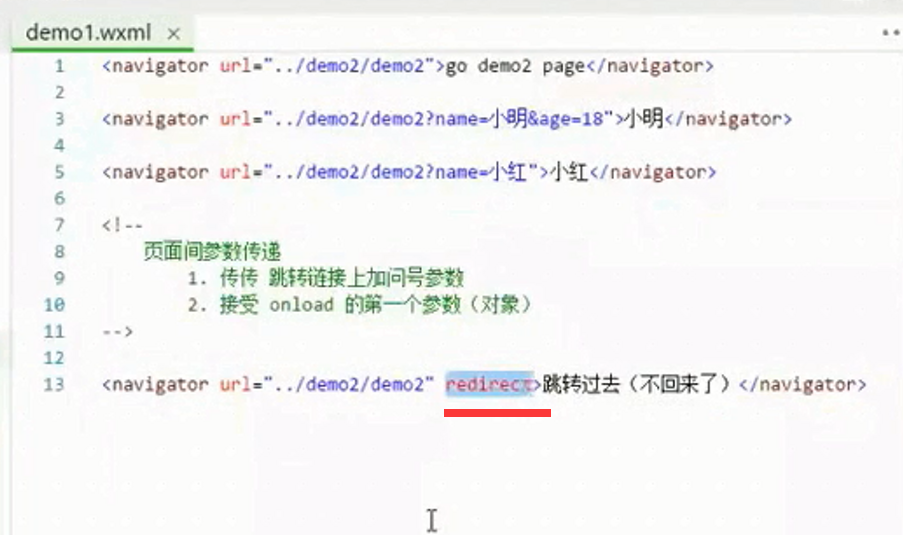 demo1.wxml ×
1 <navigator url="../demo2/demo2">go demo2 page</navigator>
2
3 <navigator url="../demo2/demo2?name=小明&age=18">小明</navigator>
4
5 <navigator url="../demo2/demo2?name=小红">小红</navigator>
6
7 <!--
8 页面间参数传递
9 1. 传传 跳转链接上加问号参数
10 2. 接受 onload 的第一个参数(对象)
11 -->
12
13 <navigator url="../demo2/demo2" redirect>跳转过去(不回来了)</navigator>